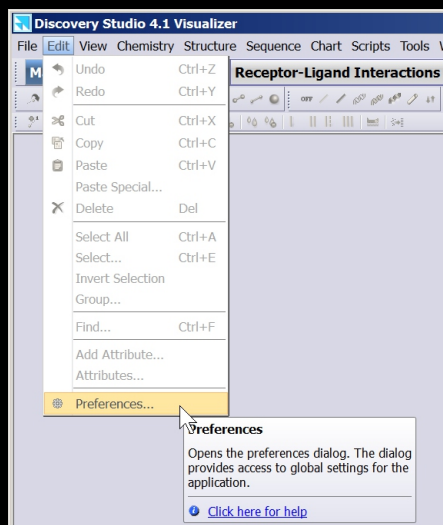 Discovery Studio 4.1 Visualizer
File Edit View Chemistry Structure Sequence Chart Scripts Tools
Receptor-Ligand Interactions
Undo Ctrl+Z
Redo Ctrl+Y
OFF
Cut Ctrl+X
Copy Ctrl+C
Paste Ctrl+V
Paste Special...
Delete Del
Select All Ctrl+A
Select... Ctrl+E
Invert Selection
Group...
Find... Ctrl+F
Add Attribute...
Attributes...
Preferences...
Preferences
Opens the preferences dialog. The dialog
provides access to global settings for the
application.
Click here for help